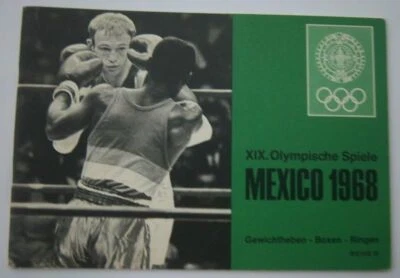 XIX. Olympische Spiele
MEXICO 1968
Gewichtheben - Boxen - Ringen